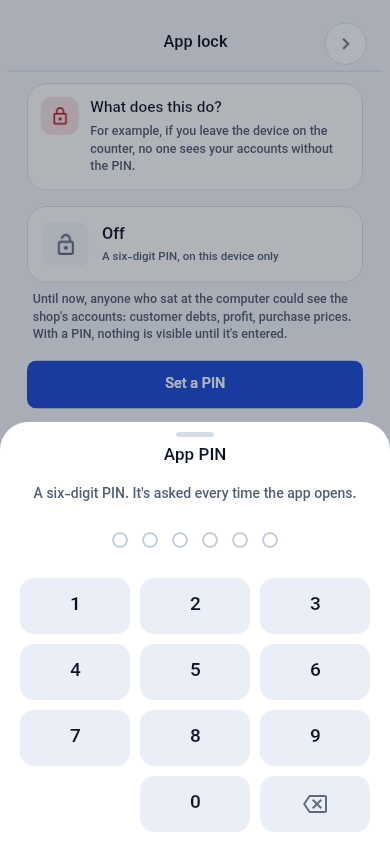 App lock
What does this do?
For example, if you leave the device on the
counter, no one sees your accounts without
the PIN.
Off
A six-digit PIN, on this device only
Until now, anyone who sat at the computer could see the
shop's accounts: customer debts, profit, purchase prices.
With a PIN, nothing is visible until it's entered.
Set a PIN
App PIN
A six-digit PIN. It's asked every time the app opens.
1 2 3
4 5 6
7 8 9
0